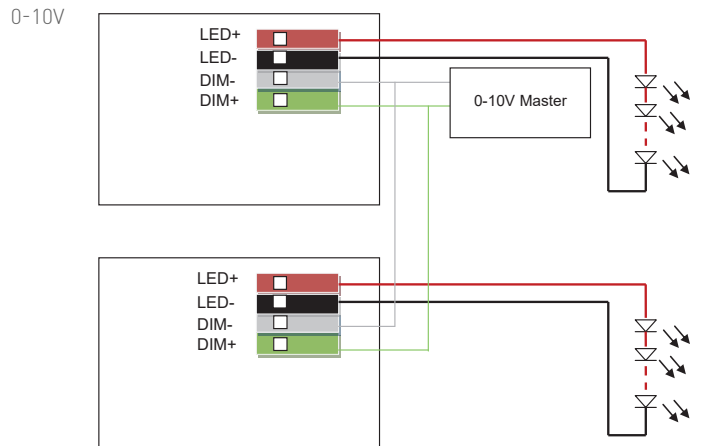 0-10V
LED+
LED-
DIM-
DIM+
0-10V Master
LED+
LED-
DIM-
DIM+